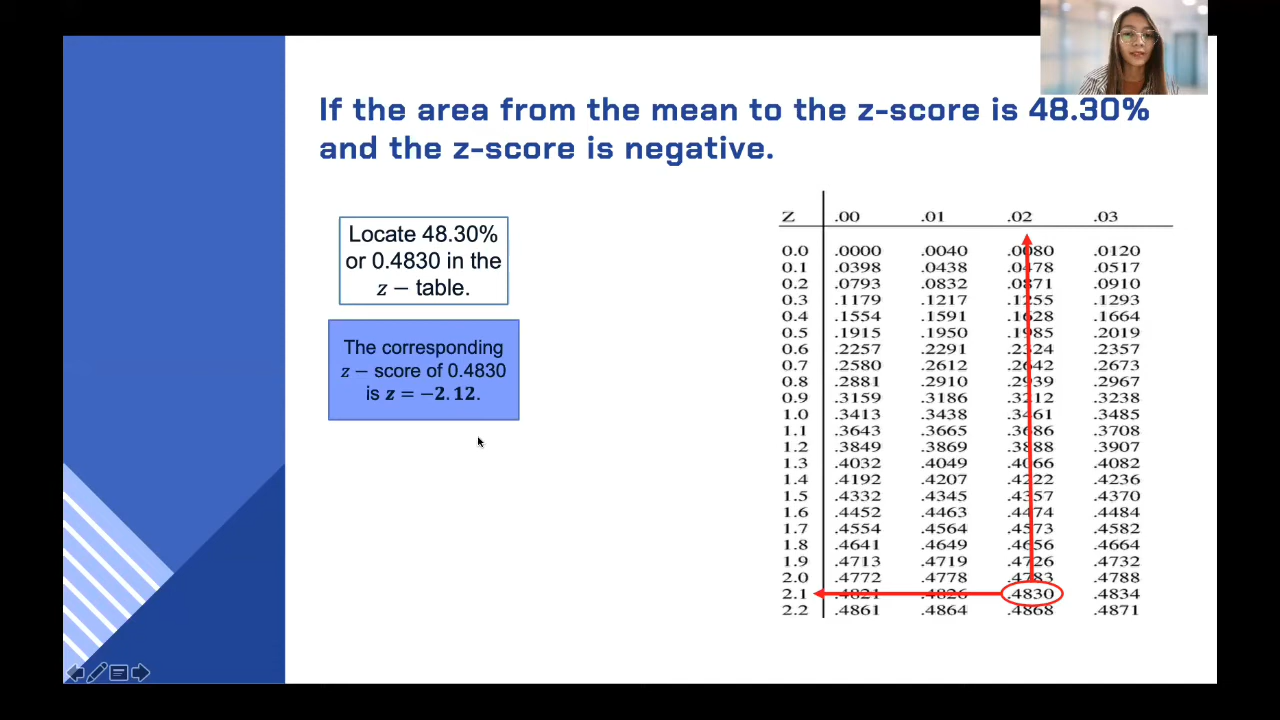 If the area from the mean to the z-score is 48.30%
and the z-score is negative.
Locate 48.30%
or 0.4830 in the
z − table.
The corresponding
z − score of 0.4830
is z = −2.12.
Z .00 .01 .02 .03
0.0 .0000 .0040 .0080 .0120
0.1 .0398 .0438 .0478 .0517
0.2 .0793 .0832 .0871 .0910
0.3 .1179 .1217 .1255 .1293
0.4 .1554 .1591 .1628 .1664
0.5 .1915 .1950 .1985 .2019
0.6 .2257 .2291 .2324 .2357
0.7 .2580 .2612 .2642 .2673
0.8 .2881 .2910 .2939 .2967
0.9 .3159 .3186 .3212 .3238
1.0 .3413 .3438 .3461 .3485
1.1 .3643 .3665 .3686 .3708
1.2 .3849 .3869 .3888 .3907
1.3 .4032 .4049 .4066 .4082
1.4 .4192 .4207 .4222 .4236
1.5 .4332 .4345 .4357 .4370
1.6 .4452 .4463 .4474 .4484
1.7 .4554 .4564 .4573 .4582
1.8 .4641 .4649 .4656 .4664
1.9 .4713 .4719 .4726 .4732
2.0 .4772 .4778 .4783 .4788
2.1 .4821 .4826 .4830 .4834
2.2 .4861 .4864 .4868 .4871